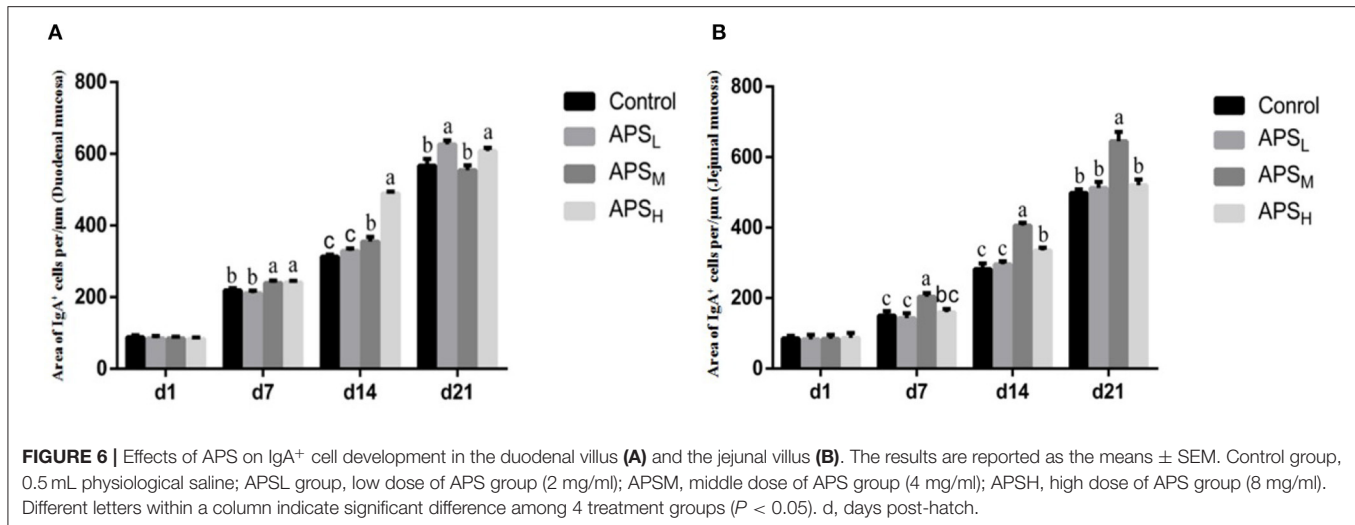 A
Area of IgA⁺ cells per/μm (Duodenal mucosa)
800
600
400
200
0
b a b a
c c b a
b b a a
d1 d7 d14 d21
Control
APSL
APSM
APSH
B
Area of IgA⁺ cells per/μm (Jejunal mucosa)
800
600
400
200
0
b b a b
c c a b
c c a bc
d1 d7 d14 d21
Conrol
APSL
APSM
APSH
FIGURE 6 | Effects of APS on IgA⁺ cell development in the duodenal villus (A) and the jejunal villus (B). The results are reported as the means ± SEM. Control group,
0.5 mL physiological saline; APSL group, low dose of APS group (2 mg/ml); APSM, middle dose of APS group (4 mg/ml); APSH, high dose of APS group (8 mg/ml).
Different letters within a column indicate significant difference among 4 treatment groups (P < 0.05). d, days post-hatch.